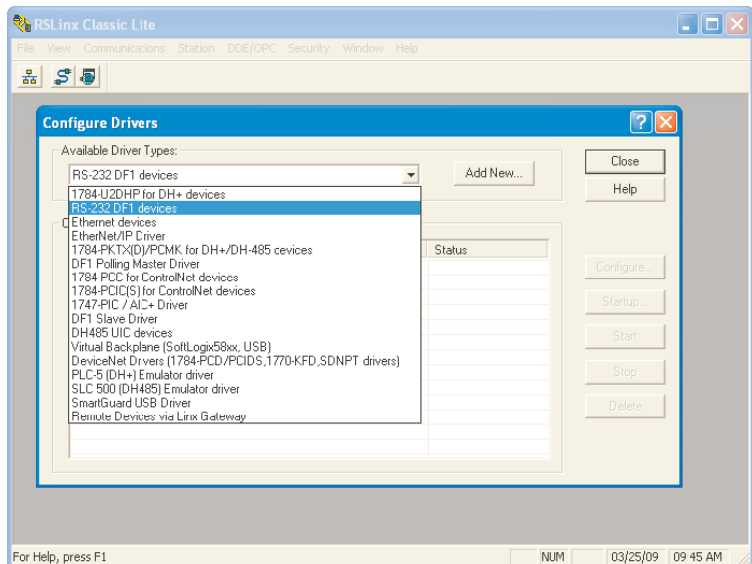 RSLinx Classic Lite
File View Communications Station DDE/OPC Security Window Help
Configure Drivers
Available Driver Types:
RS-232 DF1 devices
Add New...
Close
Help
1784-U2DHP for DH+ devices
RS-232 DF1 devices
Ethernet devices
EtherNet/IP Driver
1784-PKTX(D)/PCMK for DH+/DH-485 devices
DF1 Polling Master Driver
1784-PCC for ControlNet devices
1784-PCIC(S) for ControlNet devices
1747-PIC / AIC+ Driver
DF1 Slave Driver
DH485 UIC devices
Virtual Backplane (SoftLogix58xx, USB)
DeviceNet Drivers (1784-PCD/PCIDS,1770-KFD,SDNPT drivers)
PLC-5 (DH+) Emulator driver
SLC 500 (DH485) Emulator driver
SmartGuard USB Driver
Remote Devices via Linx Gateway
Status
Configure...
Startup...
Start
Stop
Delete
For Help, press F1
NUM
03/25/09
09:45 AM